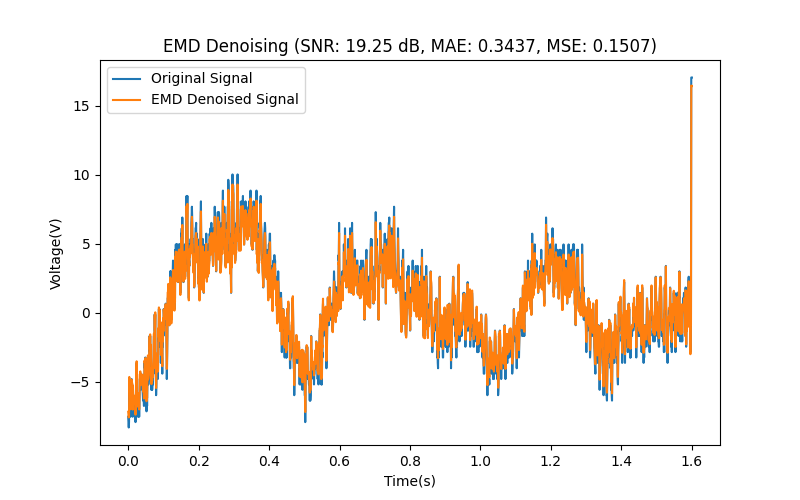 EMD Denoising (SNR: 19.25 dB, MAE: 0.3437, MSE: 0.1507)
Original Signal
EMD Denoised Signal
15
10
5
0
−5
Voltage(V)
0.0 0.2 0.4 0.6 0.8 1.0 1.2 1.4 1.6
Time(s)